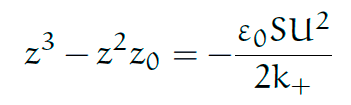 z³ − z²z₀ = − ε₀SU² / 2k₊